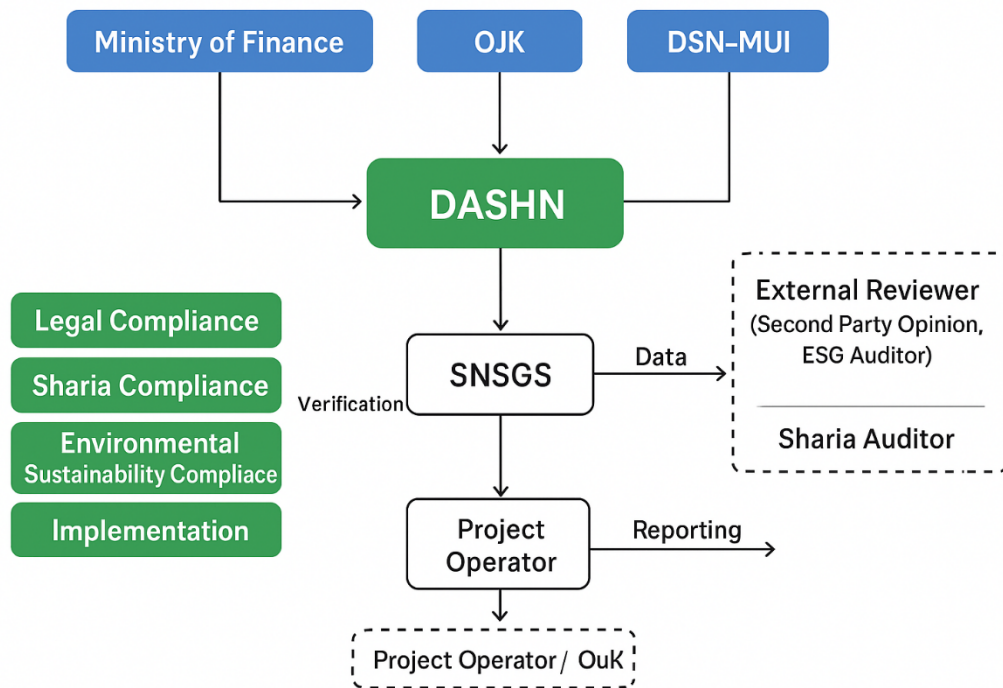 Ministry of Finance
OJK
DSN-MUI
DASHN
External Reviewer
(Second Party Opinion,
ESG Auditor)
Sharia Auditor
Legal Compliance
Sharia Compliance
Environmental
Sustainability Compliace
Implementation
Verification
SNSGS
Data
Project
Operator
Reporting
Project Operator / OuK